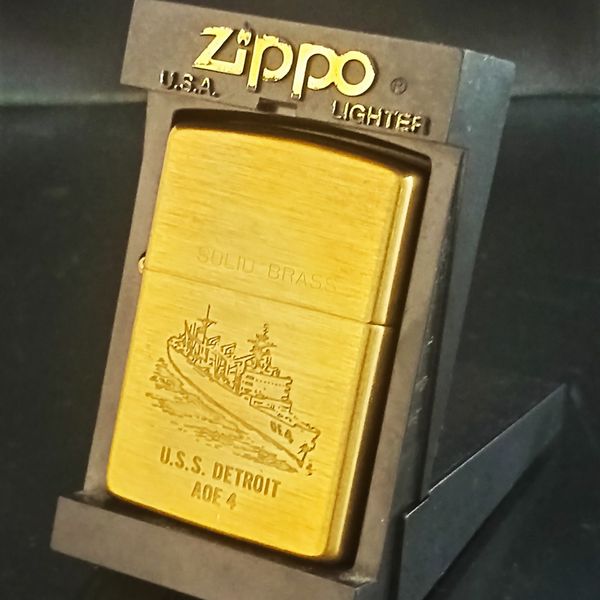 Zippo®
U.S.A.
LIGHTER
SOLID BRASS
U.S.S. DETROIT
AOE 4